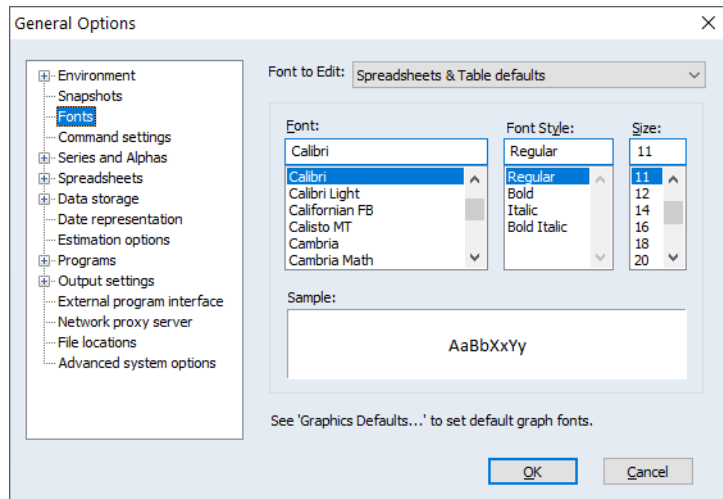 General Options
Environment
Snapshots
Fonts
Command settings
Series and Alphas
Spreadsheets
Data storage
Date representation
Estimation options
Programs
Output settings
External program interface
Network proxy server
File locations
Advanced system options
Font to Edit: Spreadsheets & Table defaults
Font: Font Style: Size:
Calibri Regular 11
Calibri Regular 11
Calibri Light Bold 12
Californian FB Italic 14
Calisto MT Bold Italic 16
Cambria 18
Cambria Math 20
Sample:
AaBbXxYy
See 'Graphics Defaults...' to set default graph fonts.
OK Cancel